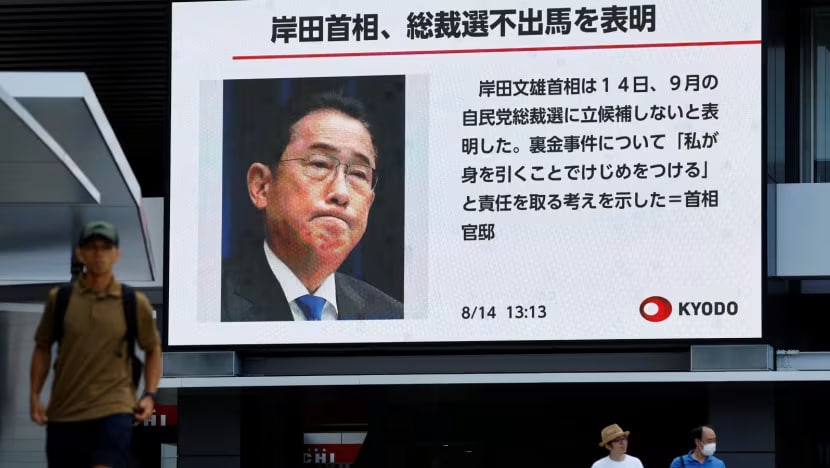 岸田首相、総裁選不出馬を表明
岸田文雄首相は14日、9月の
自民党総裁選に立候補しないと表
明した。裏金事件について「私が
身を引くことでけじめをつける」
と責任を取る考えを示した=首相
官邸
8/14 13:13
KYODO